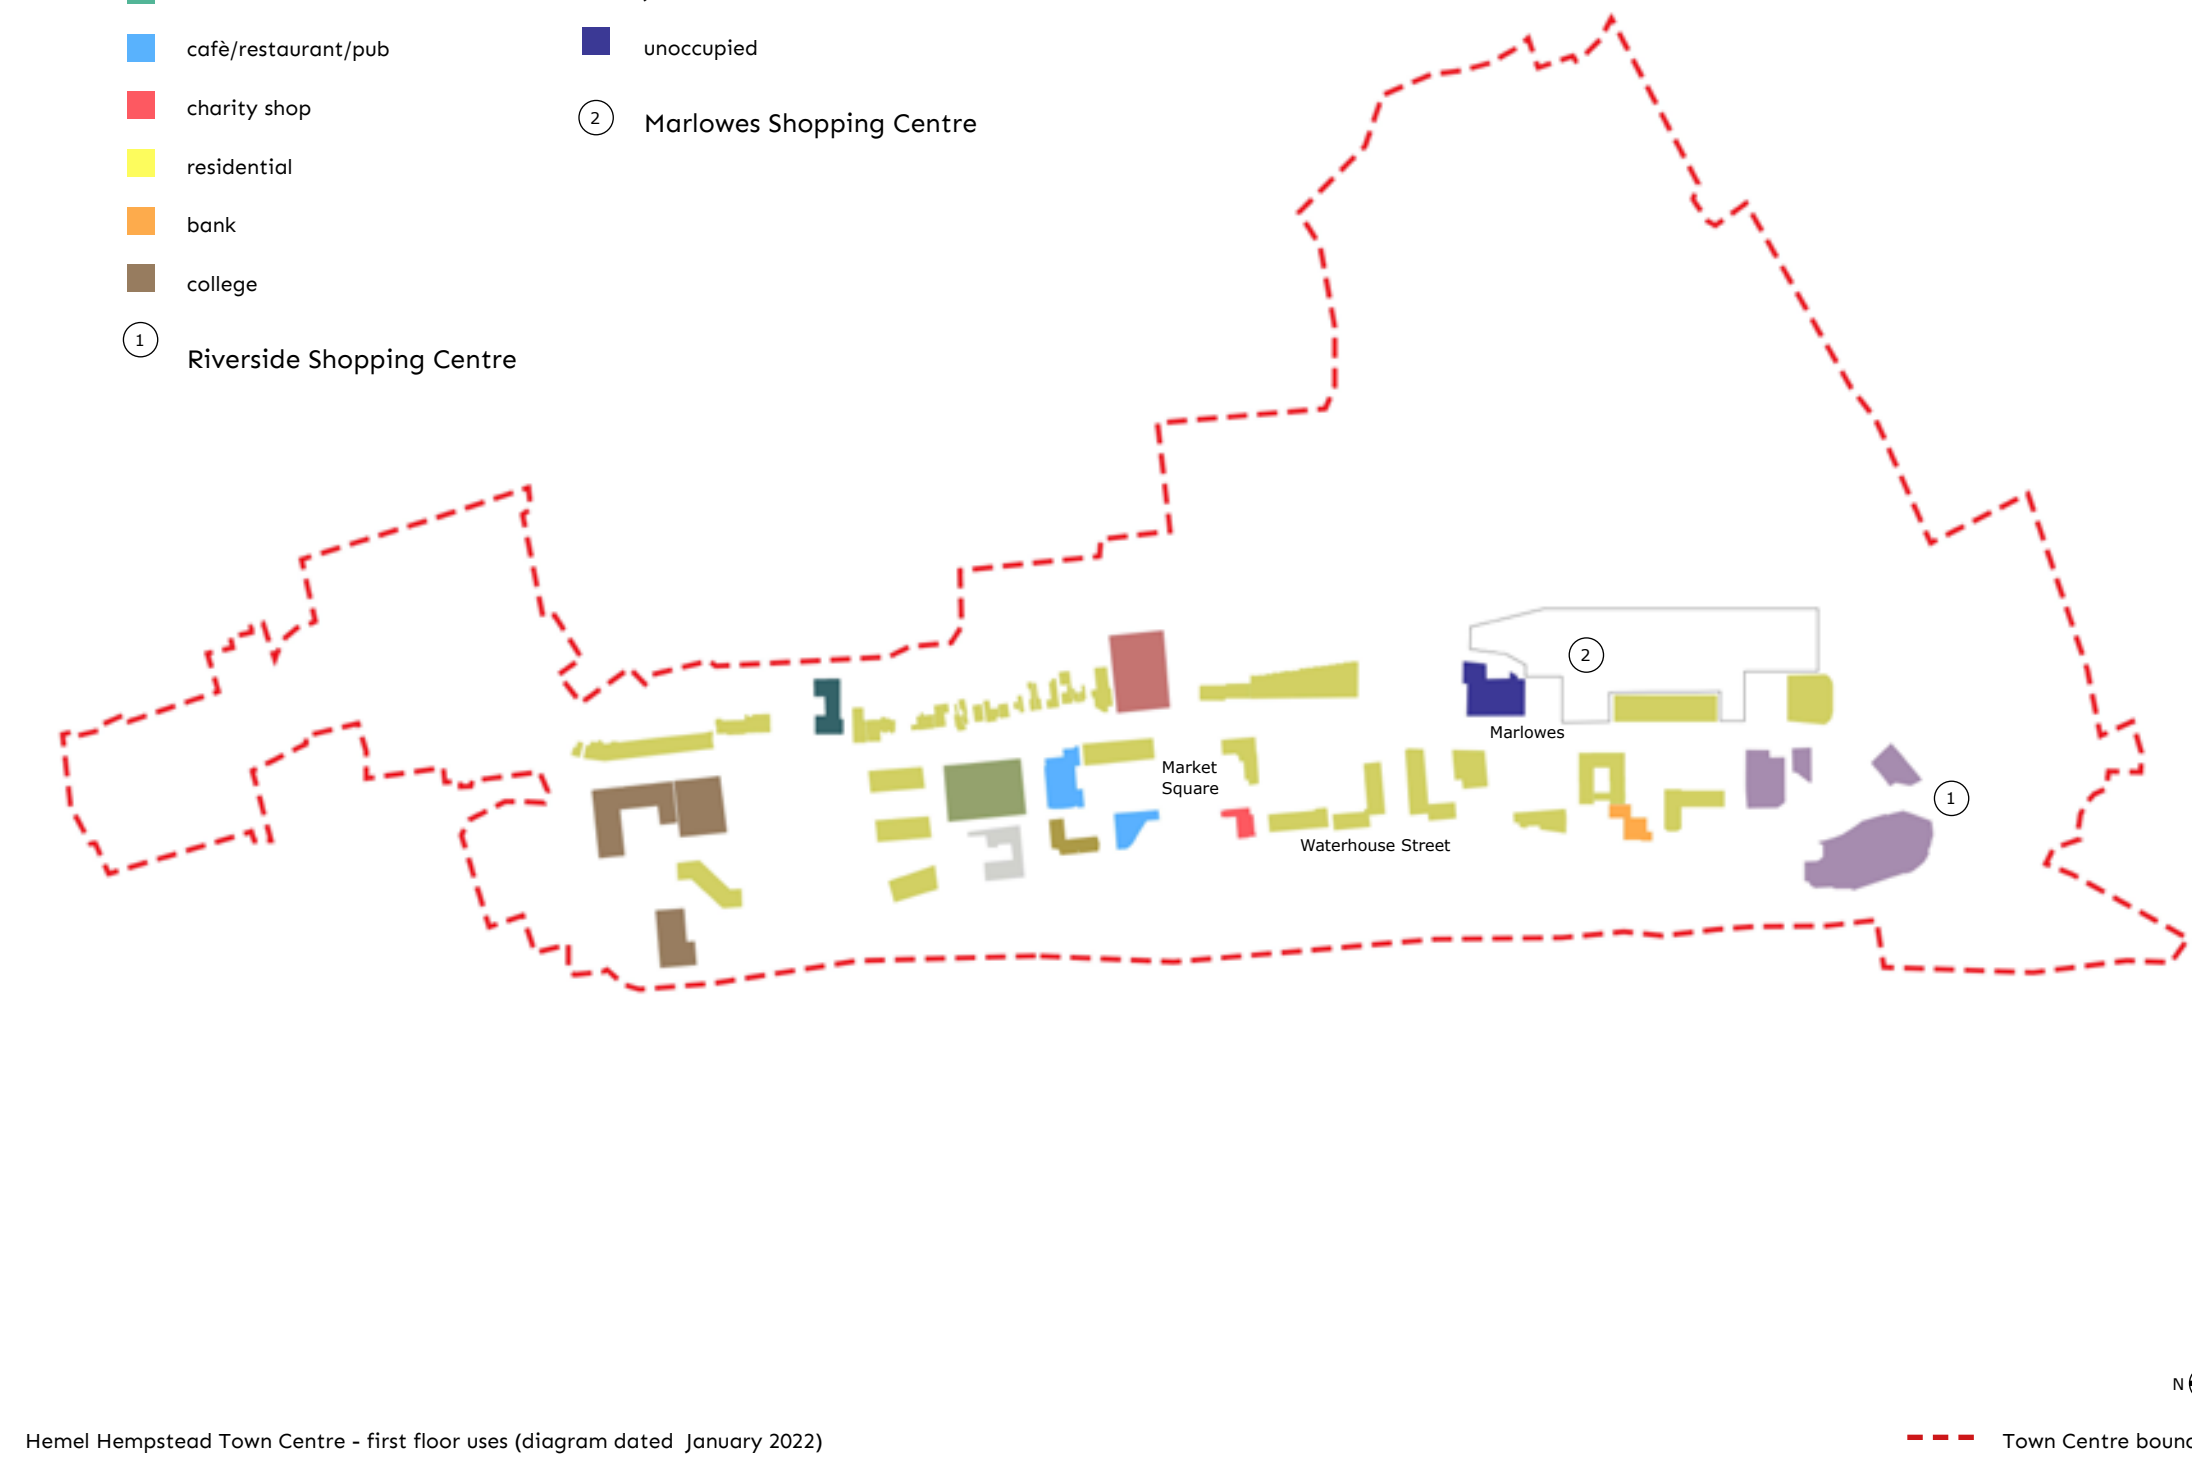 cafè/restaurant/pub
charity shop
residential
bank
college
1
Riverside Shopping Centre
unoccupied
2
Marlowes Shopping Centre
2
Marlowes
Market
Square
1
Waterhouse Street
N
Hemel Hempstead Town Centre - first floor uses (diagram dated January 2022)
Town Centre